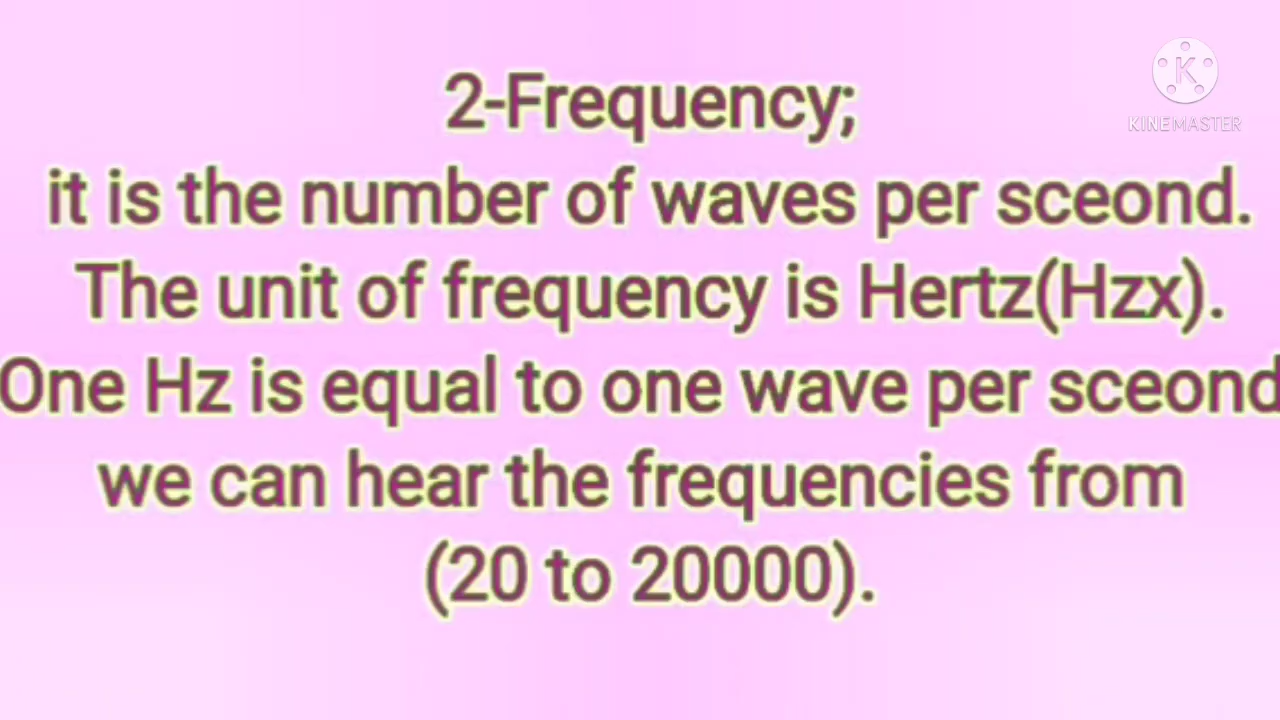 K
KINEMASTER
2-Frequency;
it is the number of waves per sceond.
The unit of frequency is Hertz(Hzx).
One Hz is equal to one wave per sceond
we can hear the frequencies from
(20 to 20000).